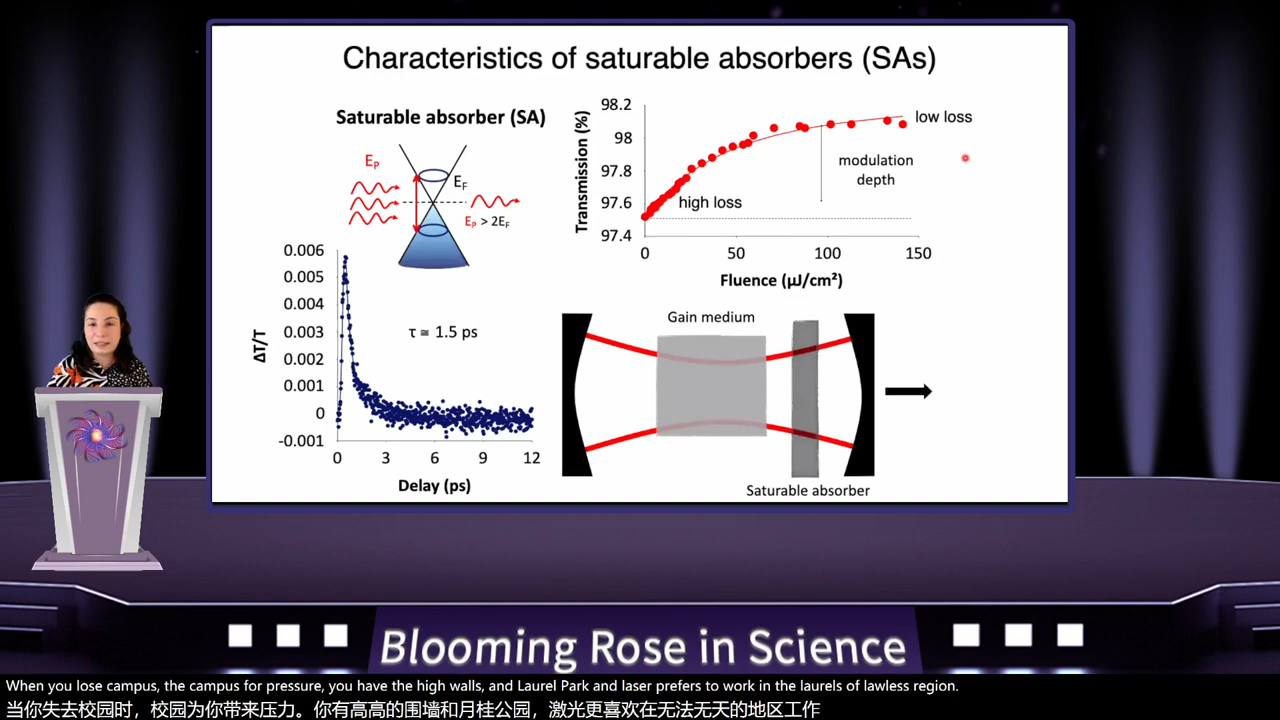 Characteristics of saturable absorbers (SAs)
Saturable absorber (SA)
E_P
E_F
E_P > 2E_F
0.006
0.005
0.004
0.003
0.002
0.001
0
-0.001
ΔT/T
τ ≅ 1.5 ps
0 3 6 9 12
Delay (ps)
98.2
98
97.8
97.6
97.4
Transmission (%)
low loss
modulation
depth
high loss
0 50 100 150
Fluence (μJ/cm²)
Gain medium
Saturable absorber
Blooming Rose in Science
When you lose campus, the campus for pressure, you have the high walls, and Laurel Park and laser prefers to work in the laurels of lawless region.
当你失去校园时，校园为你带来压力。你有高高的围墙和月桂公园，激光更喜欢在无法无天的地区工作